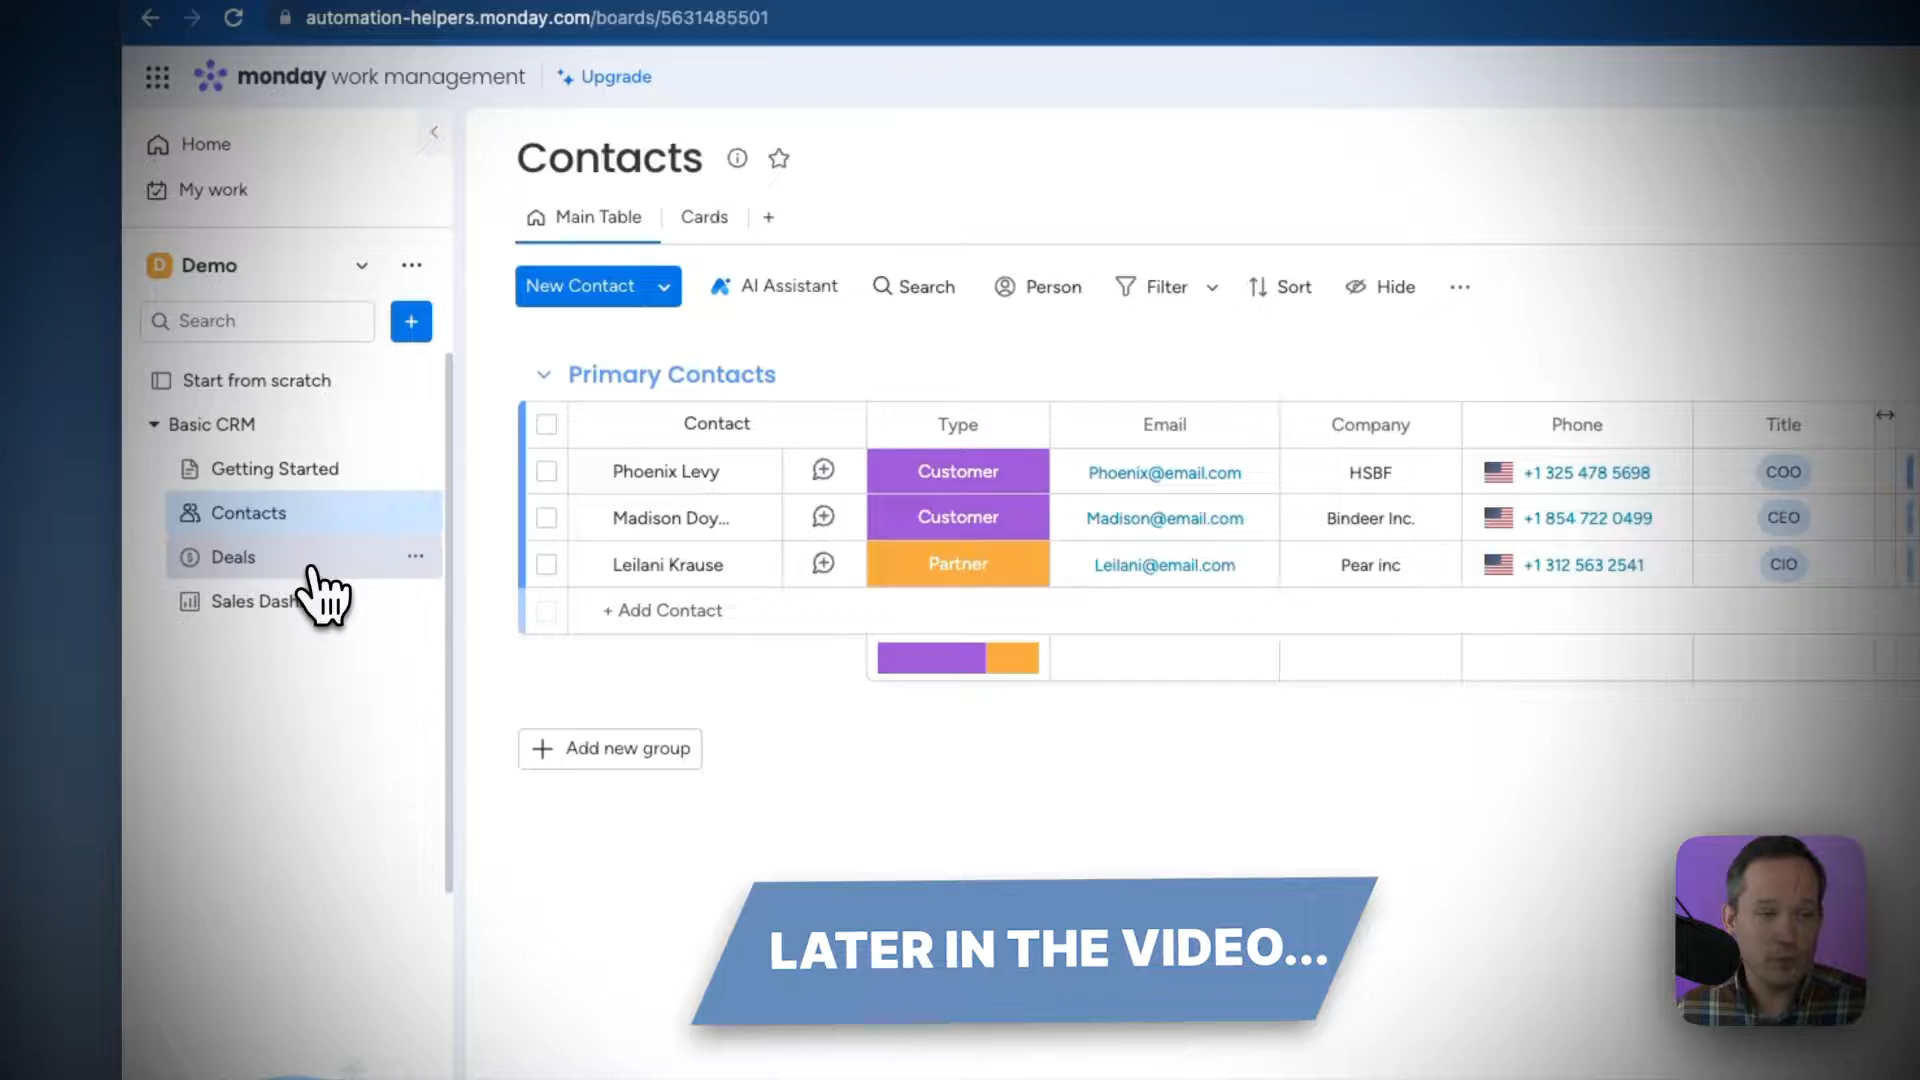 automation-helpers.monday.com/boards/5631485501
monday work management
Upgrade
Home
My work
D
Demo
Search
Start from scratch
Basic CRM
Getting Started
Contacts
Deals
Sales Dash
Contacts
Main Table
Cards
New Contact
AI Assistant
Search
Person
Filter
Sort
Hide
Primary Contacts
Contact Type Email Company Phone Title
Phoenix Levy Customer Phoenix@email.com HSBF +1 325 478 5698 COO
Madison Doy... Customer Madison@email.com Bindeer Inc. +1 854 722 0499 CEO
Leilani Krause Partner Leilani@email.com Pear inc +1 312 563 2541 CIO
+ Add Contact
Add new group
LATER IN THE VIDEO...